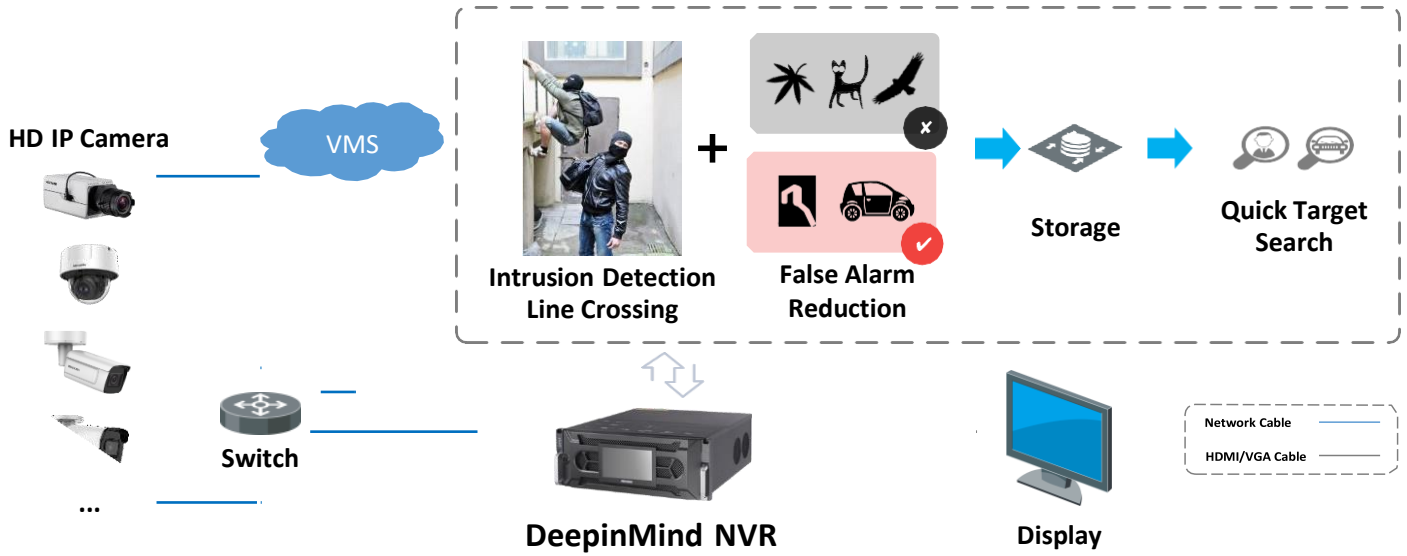 HD IP Camera
VMS
Intrusion Detection
Line Crossing
+
False Alarm
Reduction
Storage
Quick Target
Search
Switch
...
DeepinMind NVR
Display
Network Cable
HDMI/VGA Cable